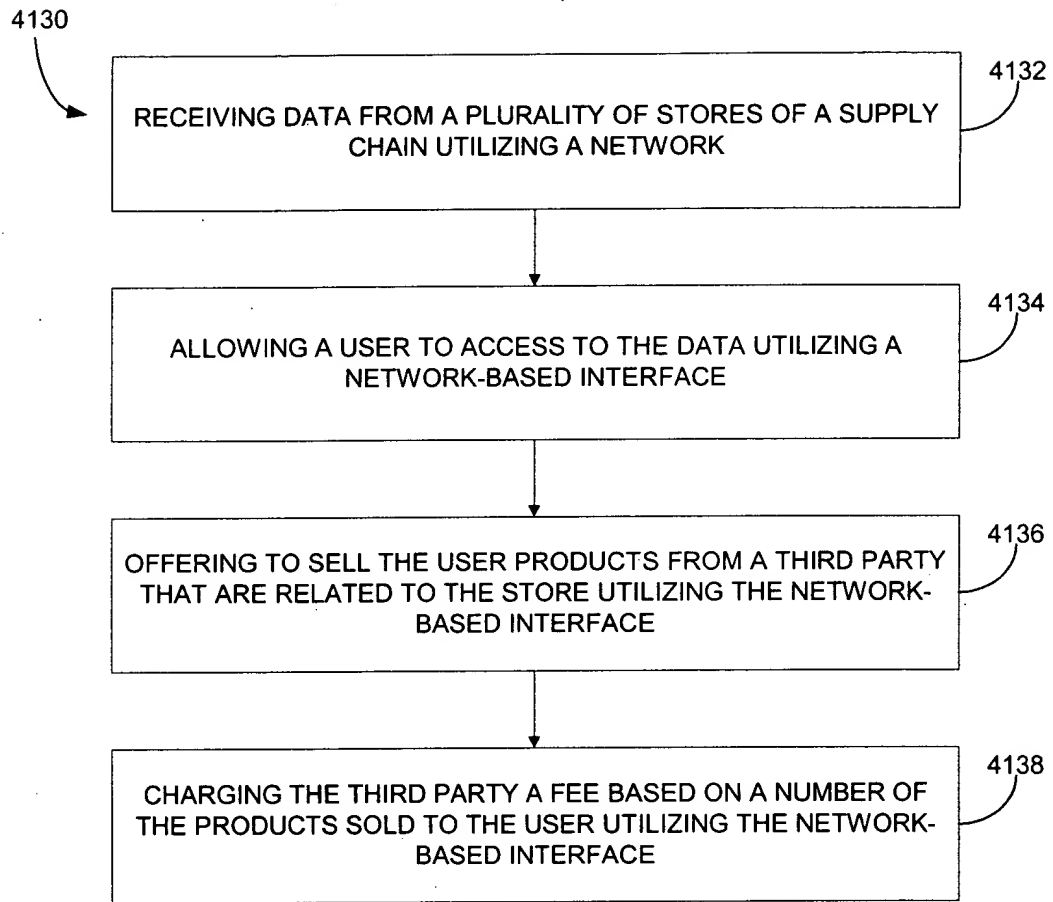 4130
4132
RECEIVING DATA FROM A PLURALITY OF STORES OF A SUPPLY
CHAIN UTILIZING A NETWORK
4134
ALLOWING A USER TO ACCESS TO THE DATA UTILIZING A
NETWORK-BASED INTERFACE
4136
OFFERING TO SELL THE USER PRODUCTS FROM A THIRD PARTY
THAT ARE RELATED TO THE STORE UTILIZING THE NETWORK-
BASED INTERFACE
4138
CHARGING THE THIRD PARTY A FEE BASED ON A NUMBER OF
THE PRODUCTS SOLD TO THE USER UTILIZING THE NETWORK-
BASED INTERFACE